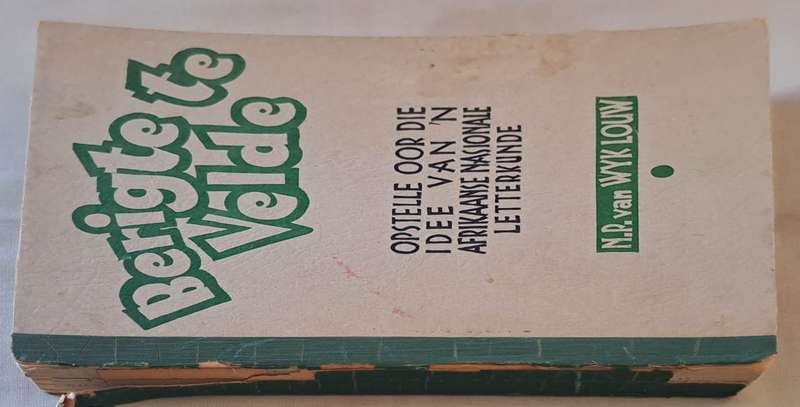 Berigte te
Velde
OPSTELLE OOR DIE
IDEE VAN 'N
AFRIKAANSE NASIONALE
LETTERKUNDE
N.P. van WYK LOUW